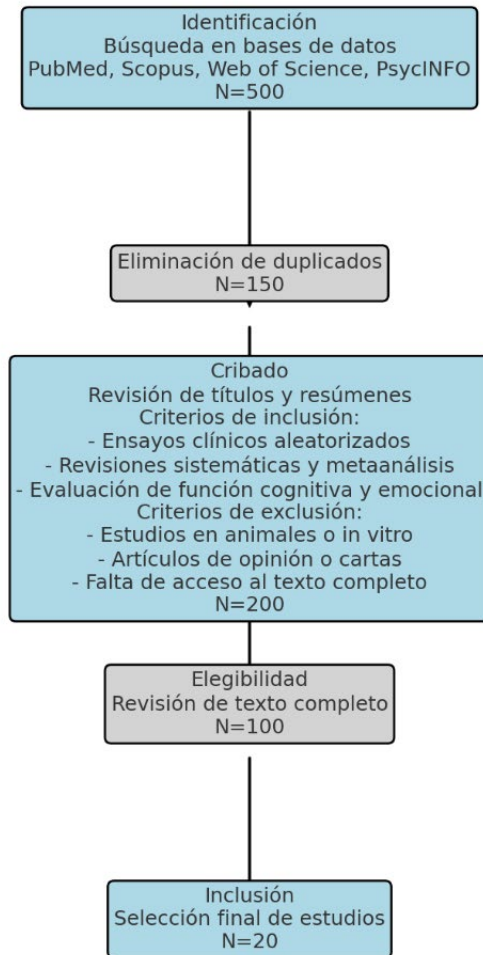 Identificación
Búsqueda en bases de datos
PubMed, Scopus, Web of Science, PsycINFO
N=500
Eliminación de duplicados
N=150
Cribado
Revisión de títulos y resúmenes
Criterios de inclusión:
- Ensayos clínicos aleatorizados
- Revisiones sistemáticas y metaanálisis
- Evaluación de función cognitiva y emocional
Criterios de exclusión:
- Estudios en animales o in vitro
- Artículos de opinión o cartas
- Falta de acceso al texto completo
N=200
Elegibilidad
Revisión de texto completo
N=100
Inclusión
Selección final de estudios
N=20